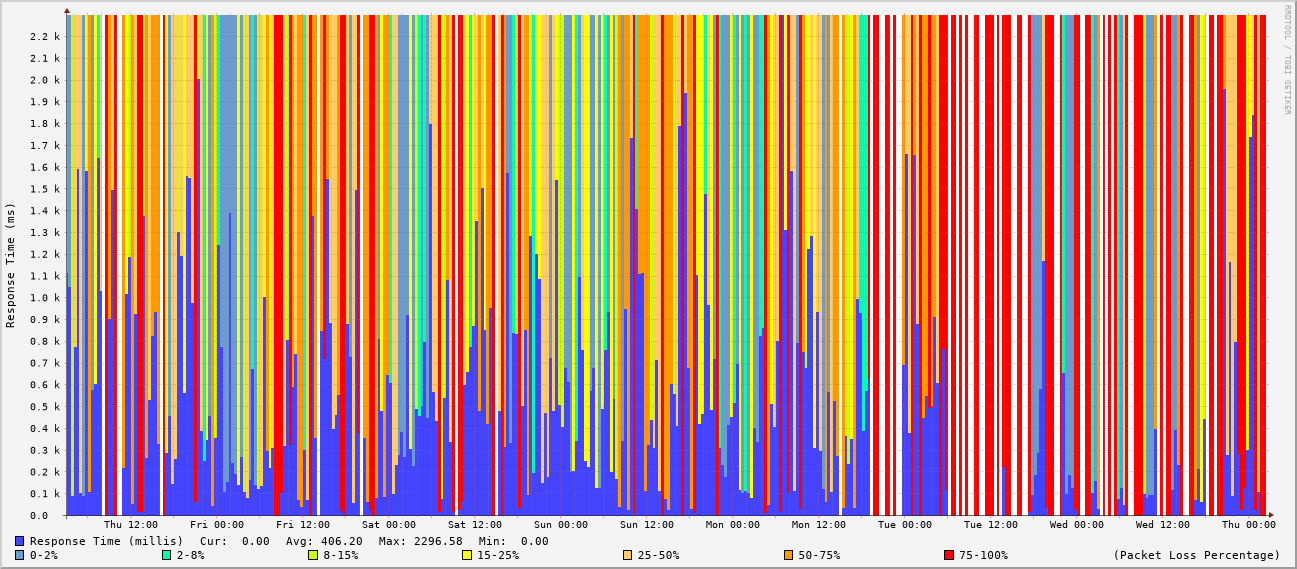 RRDTOOL / TOBI OETIKER
Response Time (ms)
2.2 k
2.1 k
2.0 k
1.9 k
1.8 k
1.7 k
1.6 k
1.5 k
1.4 k
1.3 k
1.2 k
1.1 k
1.0 k
0.9 k
0.8 k
0.7 k
0.6 k
0.5 k
0.4 k
0.3 k
0.2 k
0.1 k
0.0
Thu 12:00 Fri 00:00 Fri 12:00 Sat 00:00 Sat 12:00 Sun 00:00 Sun 12:00 Mon 00:00 Mon 12:00 Tue 00:00 Tue 12:00 Wed 00:00 Wed 12:00 Thu 00:00
Response Time (millis) Cur: 0.00 Avg: 406.20 Max: 2296.58 Min: 0.00
0-2% 2-8% 8-15% 15-25% 25-50% 50-75% 75-100% (Packet Loss Percentage)